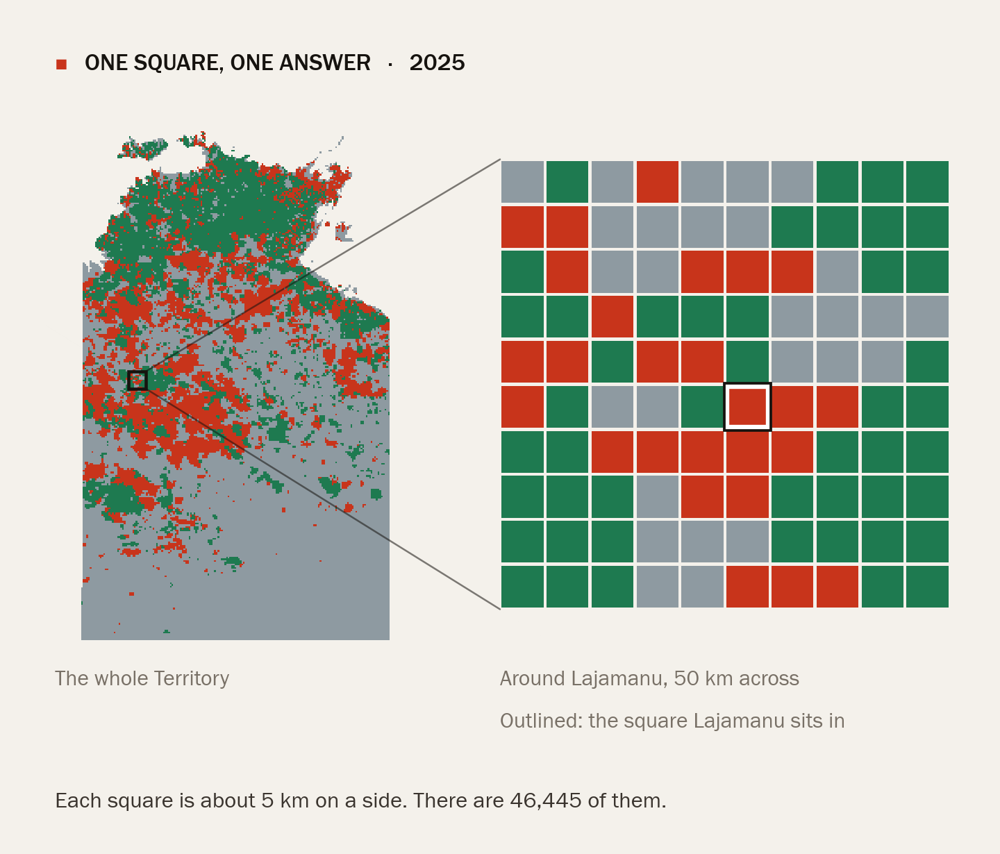 ONE SQUARE, ONE ANSWER · 2025
The whole Territory
Around Lajamanu, 50 km across
Outlined: the square Lajamanu sits in
Each square is about 5 km on a side. There are 46,445 of them.